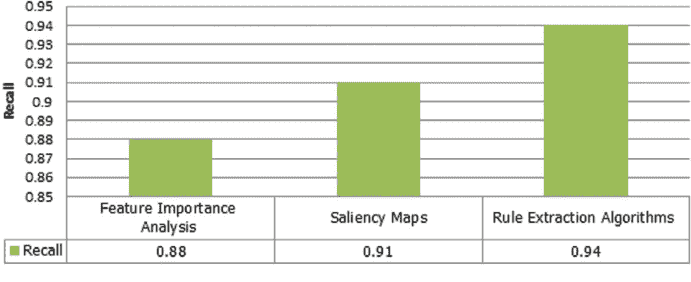 0.95
0.94
0.93
0.92
0.91
0.9
0.89
0.88
0.87
0.86
0.85
Recall
Feature Importance
Analysis
Saliency Maps
Rule Extraction Algorithms
Recall
0.88
0.91
0.94